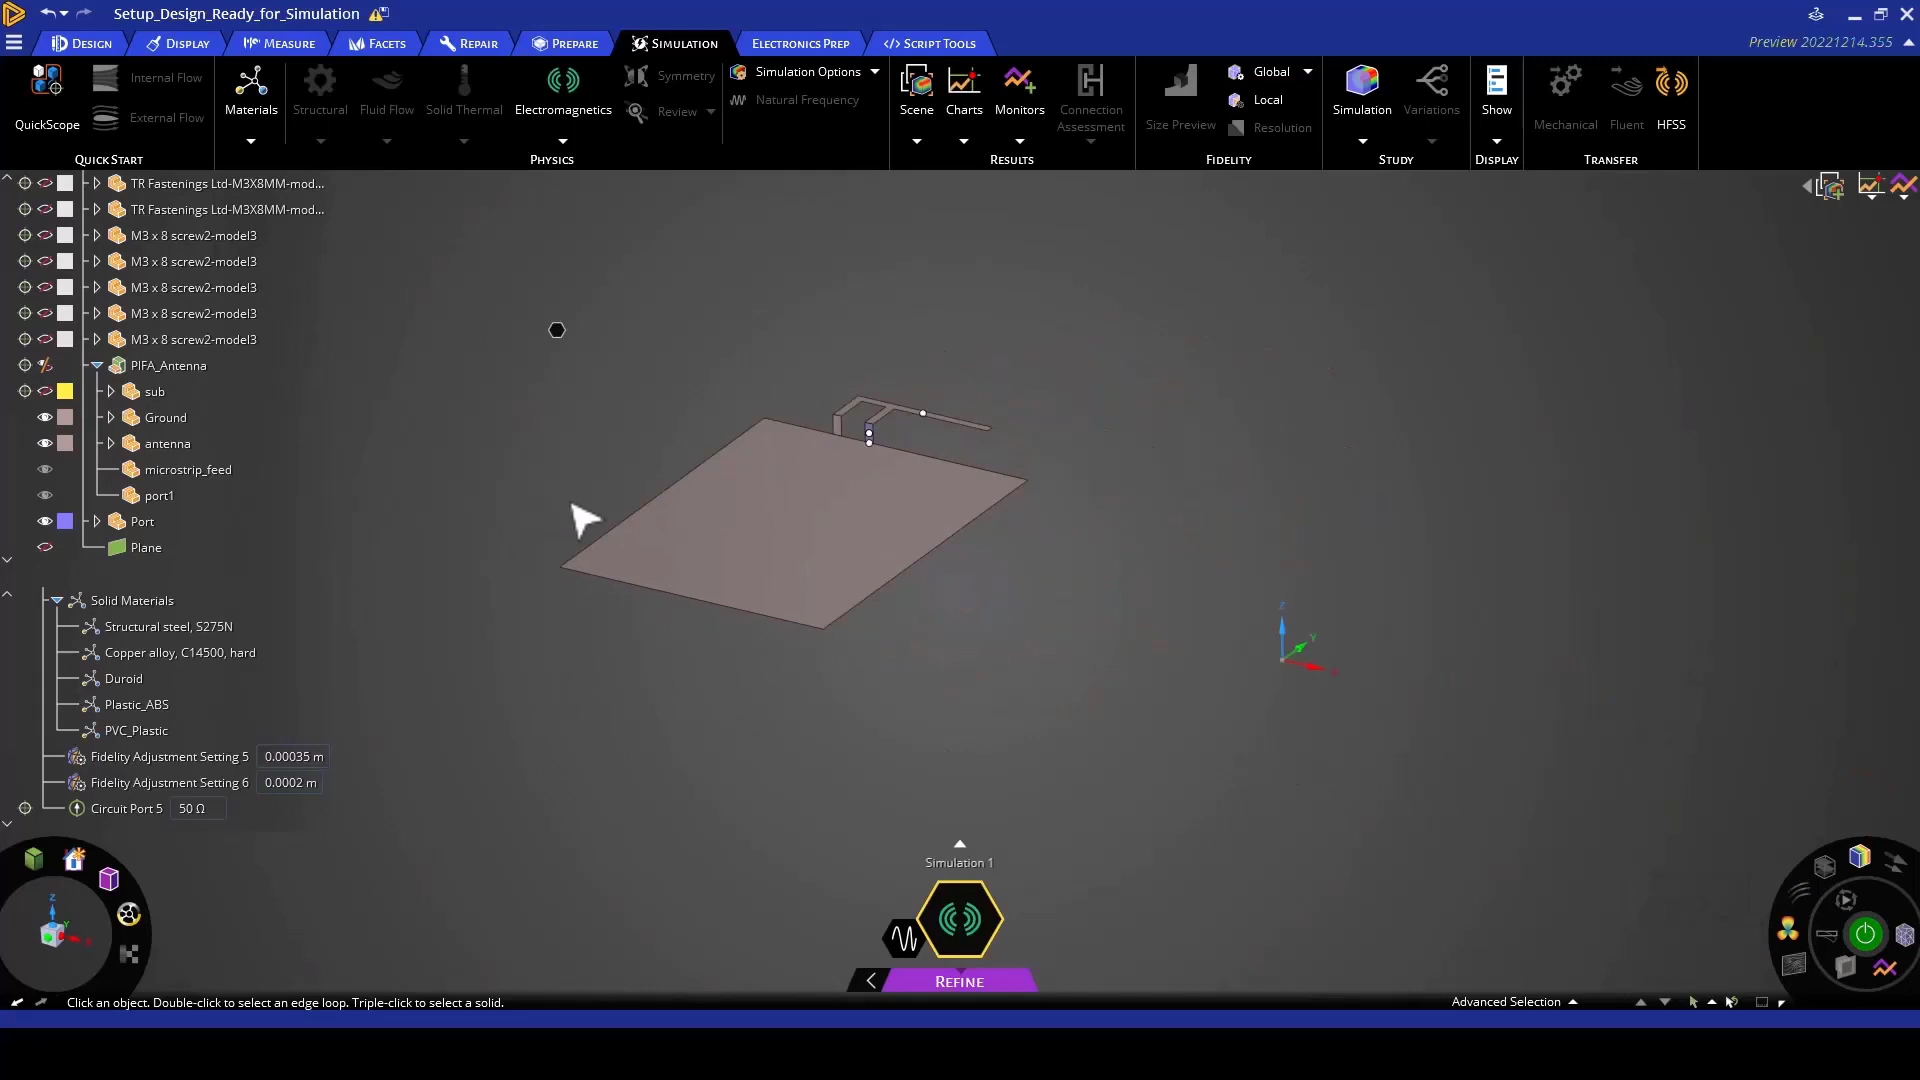 Setup_Design_Ready_for_Simulation
DESIGN DISPLAY MEASURE FACETS REPAIR PREPARE SIMULATION ELECTRONICS PREP </> SCRIPT TOOLS
Preview 20221214.355
QuickScope
Internal Flow
External Flow
QUICK START
Materials
Structural
Fluid Flow
Solid Thermal
Electromagnetics
Symmetry
Review
PHYSICS
Simulation Options
Natural Frequency
Scene
Charts
Monitors
Connection
Assessment
RESULTS
Size Preview
Global
Local
Resolution
FIDELITY
Simulation
Variations
STUDY
Show
DISPLAY
Mechanical
Fluent
HFSS
TRANSFER
TR Fastenings Ltd-M3X8MM-mod...
TR Fastenings Ltd-M3X8MM-mod...
M3 x 8 screw2-model3
M3 x 8 screw2-model3
M3 x 8 screw2-model3
M3 x 8 screw2-model3
M3 x 8 screw2-model3
PIFA_Antenna
sub
Ground
antenna
microstrip_feed
port1
Port
Plane
Solid Materials
Structural steel, S275N
Copper alloy, C14500, hard
Duroid
Plastic_ABS
PVC_Plastic
Fidelity Adjustment Setting 5 0.00035 m
Fidelity Adjustment Setting 6 0.0002 m
Circuit Port 5 50 Ω
Z
Y
X
Z
Y
X
Simulation 1
REFINE
Click an object. Double-click to select an edge loop. Triple-click to select a solid.
Advanced Selection